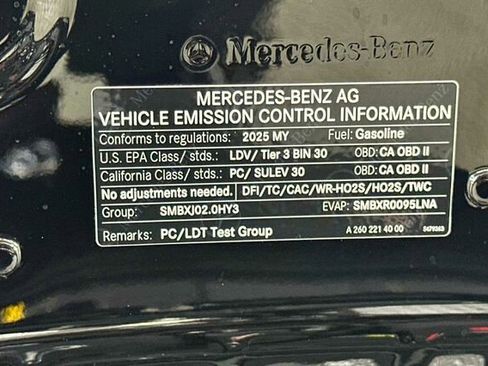 Mercedes-Benz
MERCEDES-BENZ AG
VEHICLE EMISSION CONTROL INFORMATION
Conforms to regulations: 2025 MY Fuel: Gasoline
U.S. EPA Class/ stds.: LDV/ Tier 3 BIN 30 OBD: CA OBD II
California Class/ stds.: PC/ SULEV 30 OBD: CA OBD II
No adjustments needed. DFI/TC/CAC/WR-HO2S/HO2S/TWC
Group: SMBXJ02.0HY3 EVAP: SMBXR0095LNA
Remarks: PC/LDT Test Group A 260 221 40 00